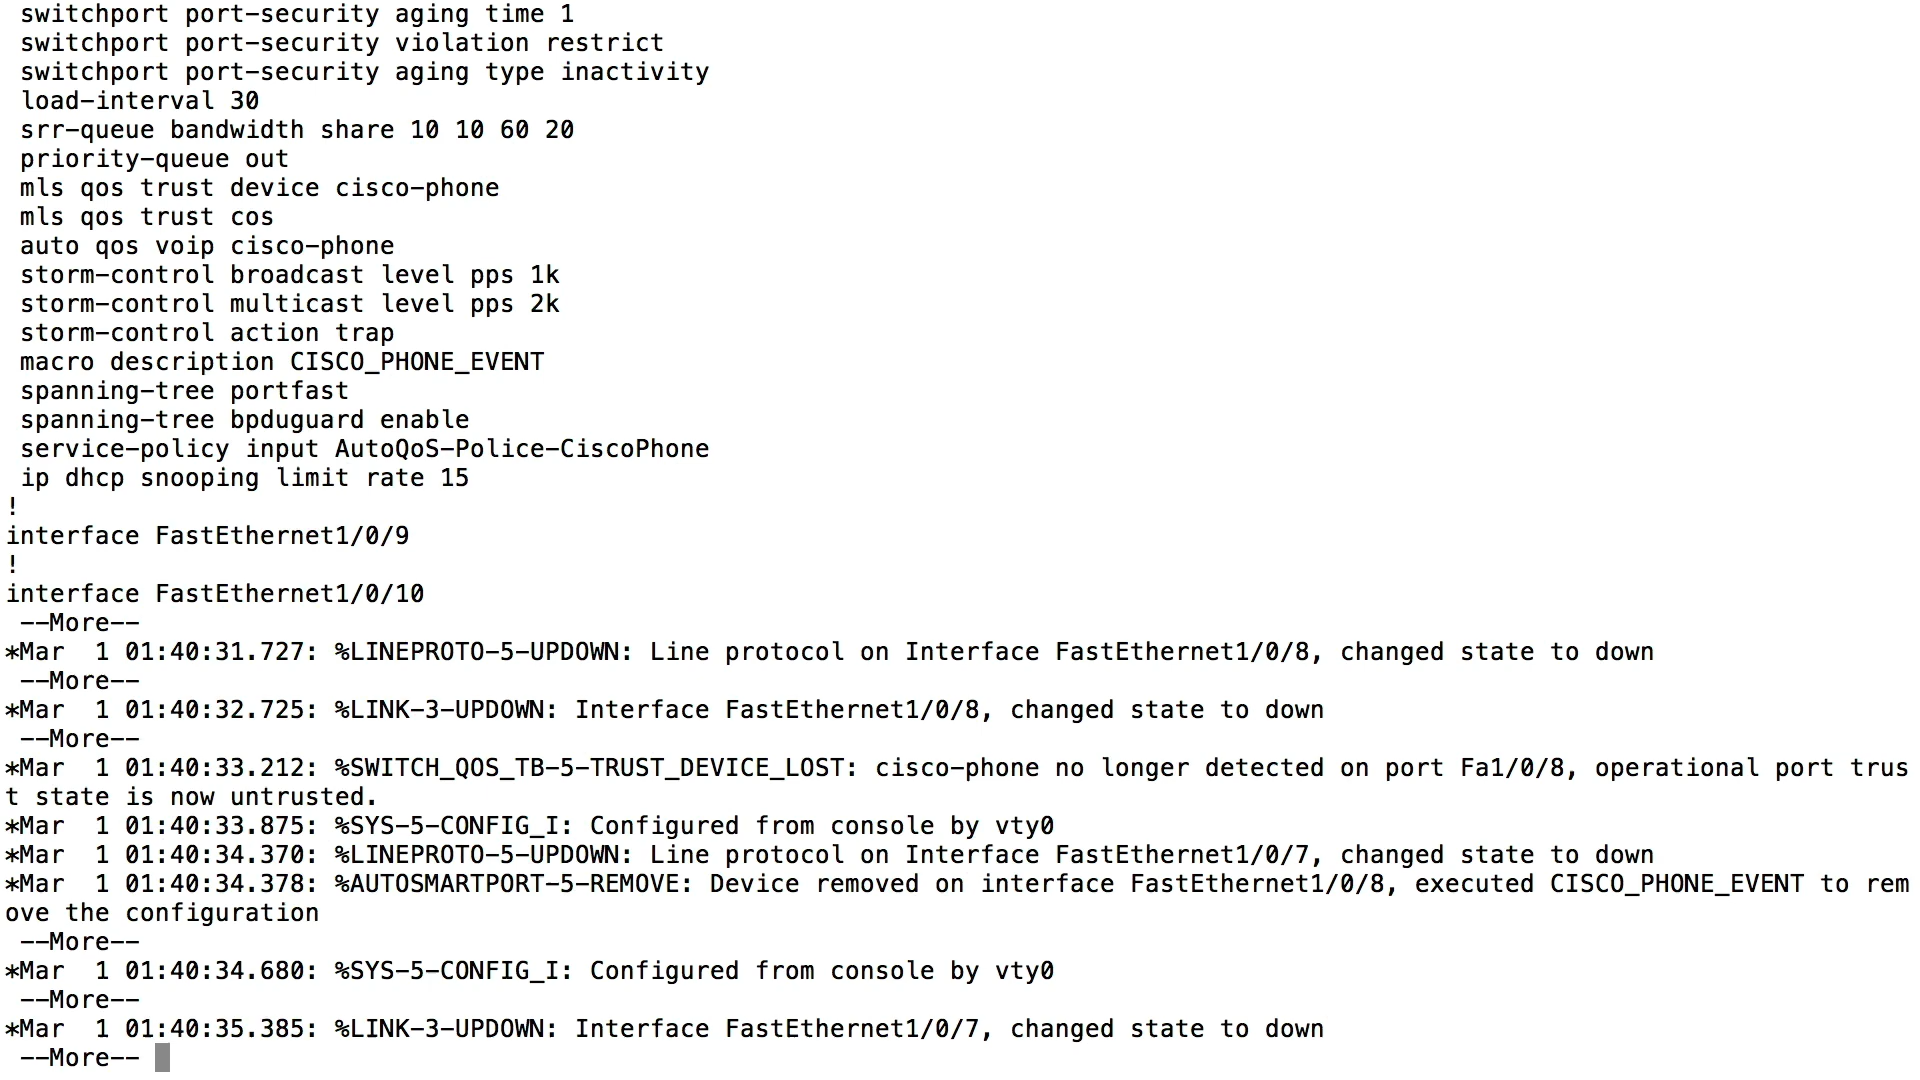 switchport port-security aging time 1
switchport port-security violation restrict
switchport port-security aging type inactivity
load-interval 30
srr-queue bandwidth share 10 10 60 20
priority-queue out
mls qos trust device cisco-phone
mls qos trust cos
auto qos voip cisco-phone
storm-control broadcast level pps 1k
storm-control multicast level pps 2k
storm-control action trap
macro description CISCO_PHONE_EVENT
spanning-tree portfast
spanning-tree bpduguard enable
service-policy input AutoQoS-Police-CiscoPhone
ip dhcp snooping limit rate 15
!
interface FastEthernet1/0/9
!
interface FastEthernet1/0/10
--More--
*Mar  1 01:40:31.727: %LINEPROTO-5-UPDOWN: Line protocol on Interface FastEthernet1/0/8, changed state to down
--More--
*Mar  1 01:40:32.725: %LINK-3-UPDOWN: Interface FastEthernet1/0/8, changed state to down
--More--
*Mar  1 01:40:33.212: %SWITCH_QOS_TB-5-TRUST_DEVICE_LOST: cisco-phone no longer detected on port Fa1/0/8, operational port trus
t state is now untrusted.
*Mar  1 01:40:33.875: %SYS-5-CONFIG_I: Configured from console by vty0
*Mar  1 01:40:34.370: %LINEPROTO-5-UPDOWN: Line protocol on Interface FastEthernet1/0/7, changed state to down
*Mar  1 01:40:34.378: %AUTOSMARTPORT-5-REMOVE: Device removed on interface FastEthernet1/0/8, executed CISCO_PHONE_EVENT to rem
ove the configuration
--More--
*Mar  1 01:40:34.680: %SYS-5-CONFIG_I: Configured from console by vty0
--More--
*Mar  1 01:40:35.385: %LINK-3-UPDOWN: Interface FastEthernet1/0/7, changed state to down
--More--